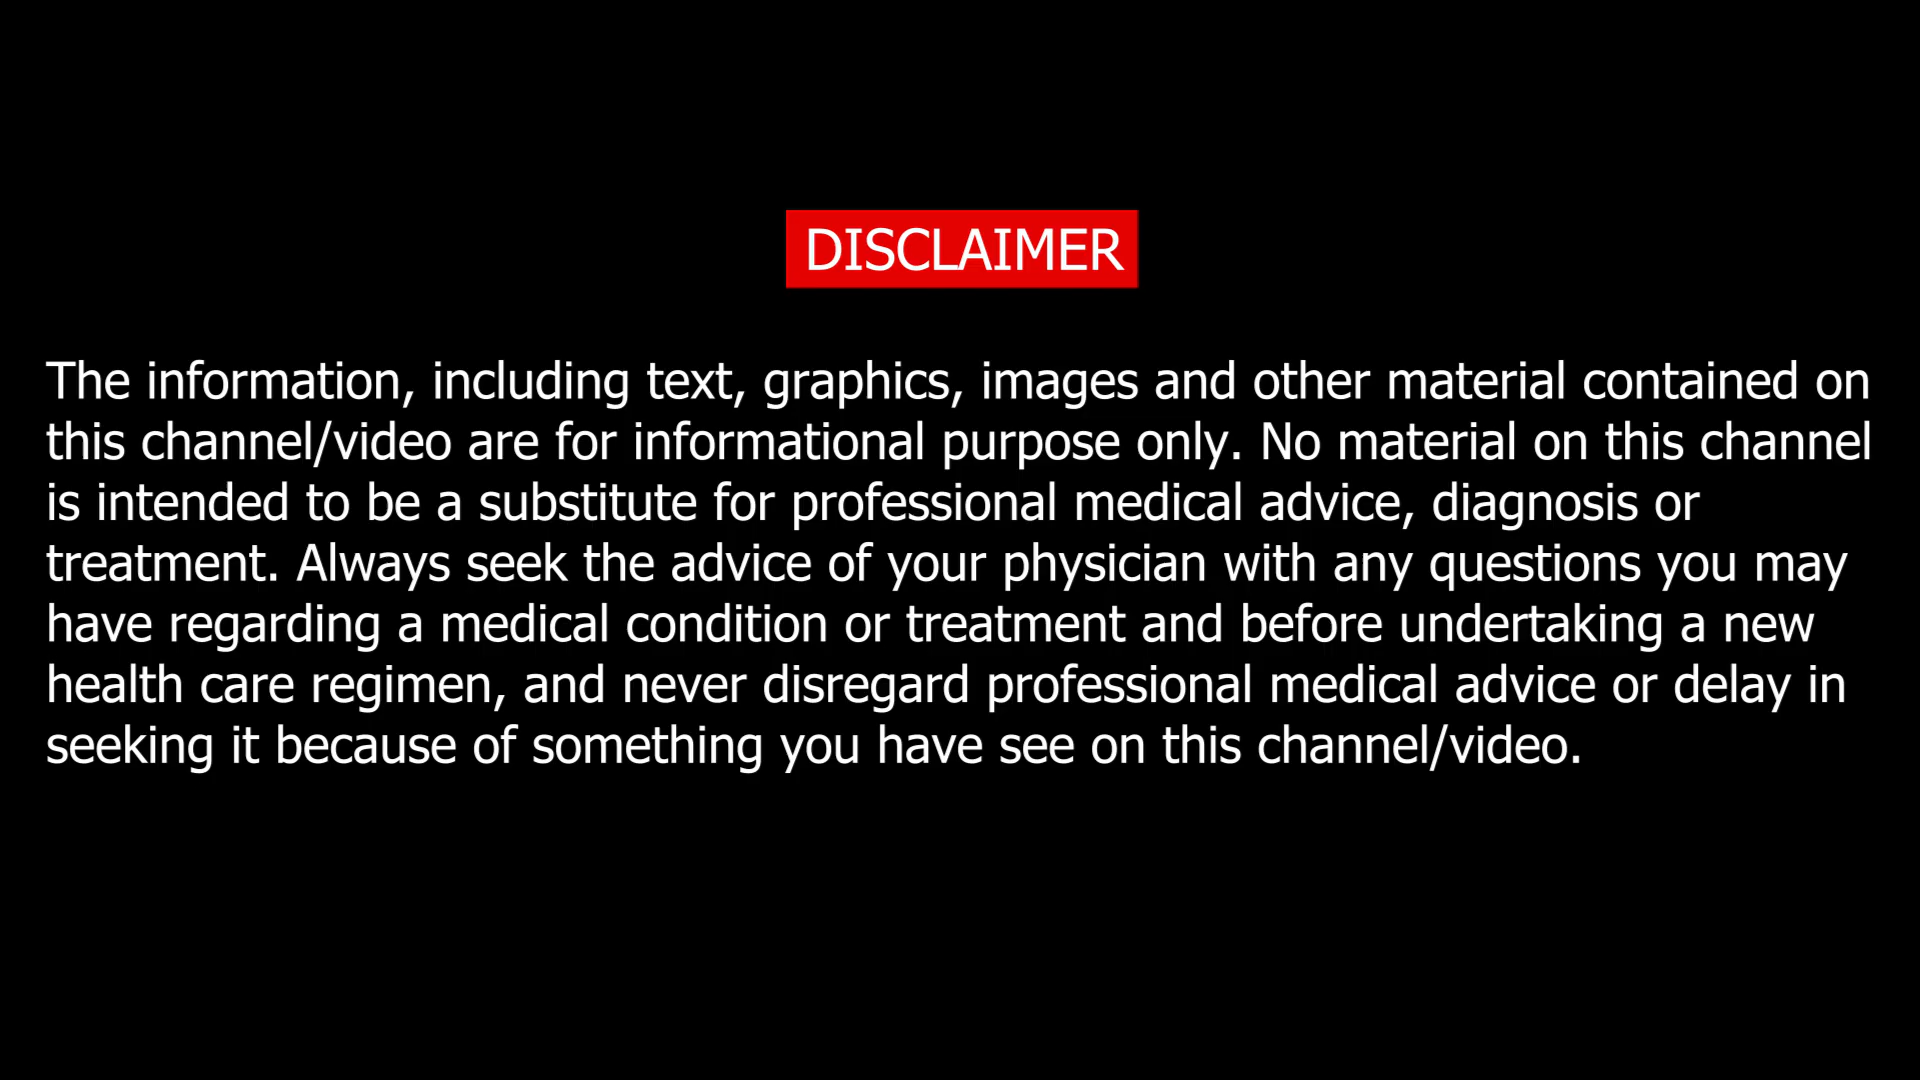 DISCLAIMER
The information, including text, graphics, images and other material contained on
this channel/video are for informational purpose only. No material on this channel
is intended to be a substitute for professional medical advice, diagnosis or
treatment. Always seek the advice of your physician with any questions you may
have regarding a medical condition or treatment and before undertaking a new
health care regimen, and never disregard professional medical advice or delay in
seeking it because of something you have see on this channel/video.